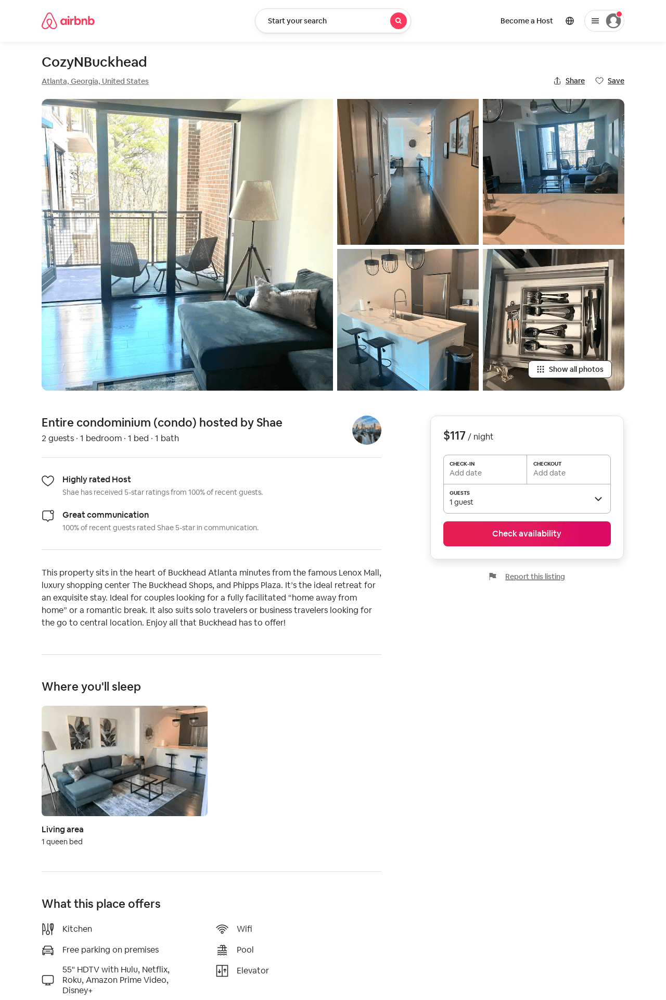 airbnb
Start your search
Become a Host
CozyNBuckhead
Atlanta, Georgia, United States
Share
Save
Show all photos
Entire condominium (condo) hosted by Shae
2 guests · 1 bedroom · 1 bed · 1 bath
Highly rated Host
Shae has received 5-star ratings from 100% of recent guests.
Great communication
100% of recent guests rated Shae 5-star in communication.
This property sits in the heart of Buckhead Atlanta minutes from the famous Lenox Mall,
luxury shopping center The Buckhead Shops, and Phipps Plaza. It’s the ideal retreat for
an exquisite stay. Ideal for couples looking for a fully facilitated “home away from
home” or a romantic break. It also suits solo travelers or business travelers looking for
the go to central location. Enjoy all that Buckhead has to offer!
$117 / night
CHECK-IN
Add date
CHECKOUT
Add date
GUESTS
1 guest
Check availability
Report this listing
Where you'll sleep
Living area
1 queen bed
What this place offers
Kitchen
Wifi
Free parking on premises
Pool
55" HDTV with Hulu, Netflix,
Roku, Amazon Prime Video,
Disney+
Elevator